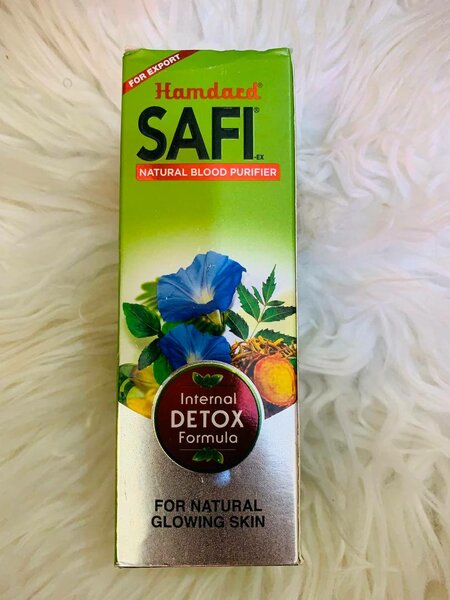 FOR EXPORT
Hamdard®
SAFI®
-EX
NATURAL BLOOD PURIFIER
Internal
DETOX
Formula
FOR NATURAL
GLOWING SKIN